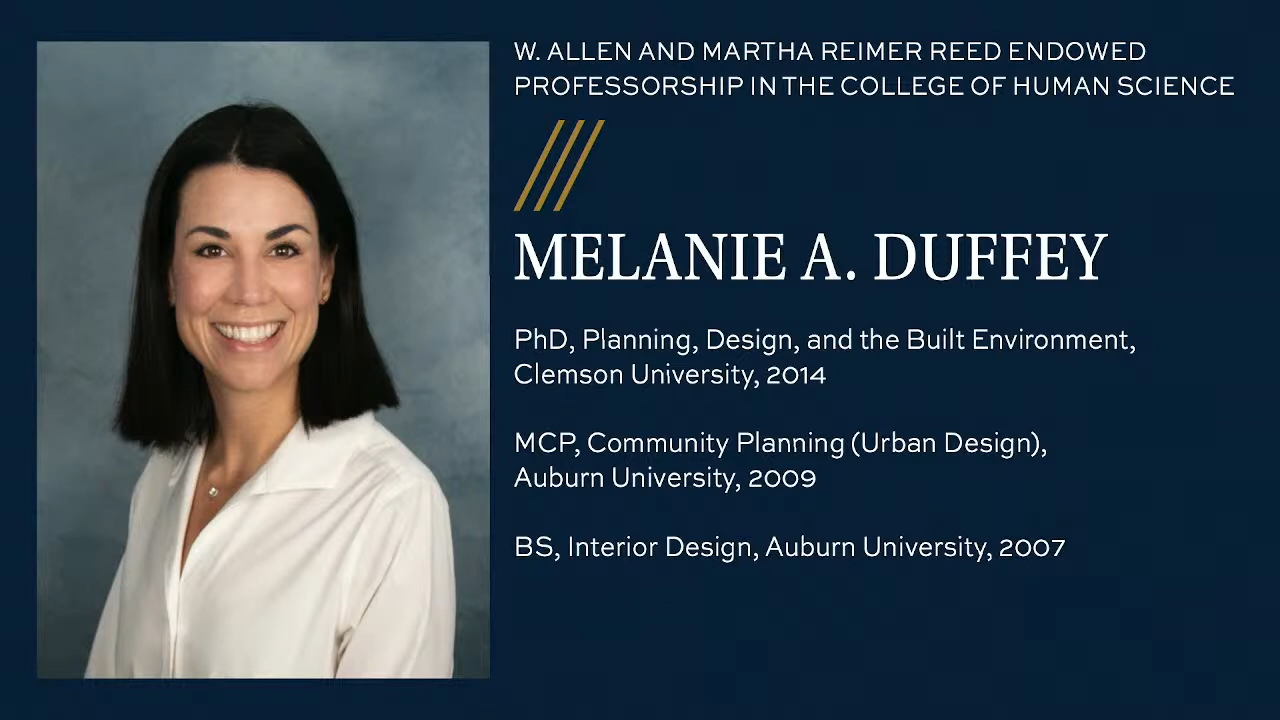 W. ALLEN AND MARTHA REIMER REED ENDOWED
PROFESSORSHIP IN THE COLLEGE OF HUMAN SCIENCE
MELANIE A. DUFFEY
PhD, Planning, Design, and the Built Environment,
Clemson University, 2014
MCP, Community Planning (Urban Design),
Auburn University, 2009
BS, Interior Design, Auburn University, 2007